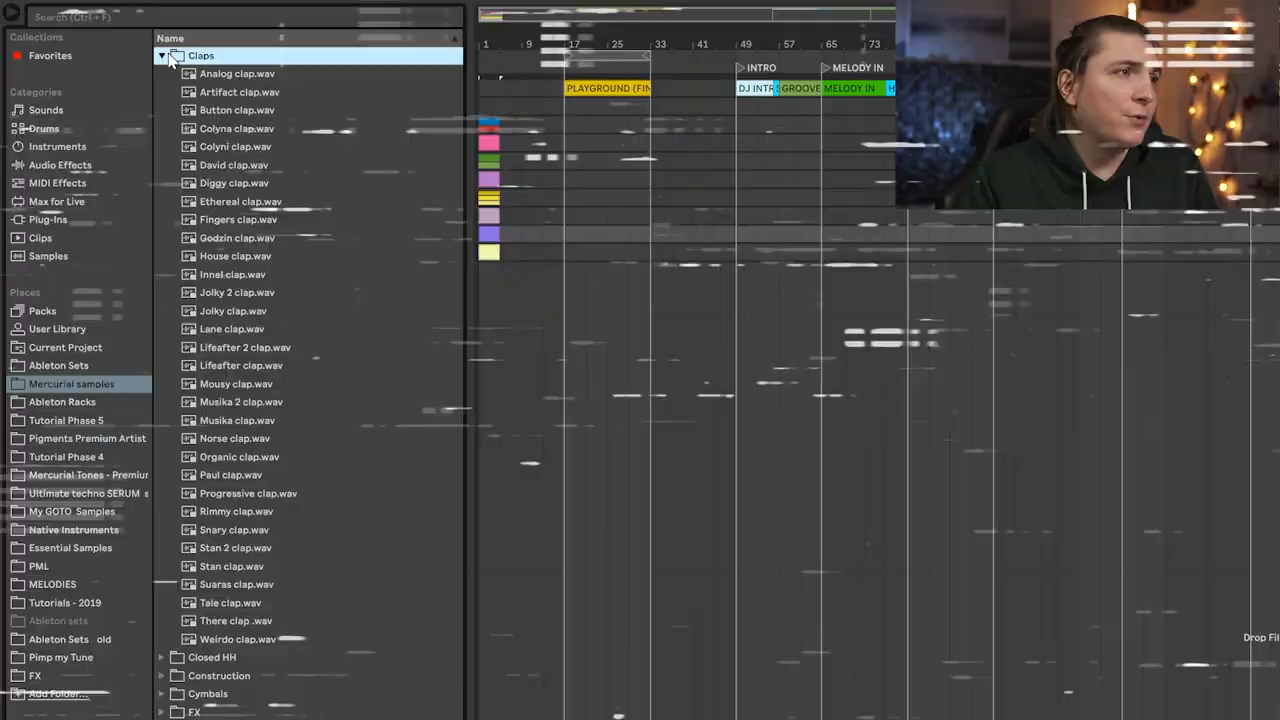 Search (Ctrl + F)
Collections
Favorites
Categories
Sounds
Drums
Instruments
Audio Effects
MIDI Effects
Max for Live
Plug-Ins
Clips
Samples
Places
Packs
User Library
Current Project
Ableton Sets
Mercurial samples
Ableton Racks
Tutorial Phase 5
Pigments Premium Artist
Tutorial Phase 4
Mercurial Tones - Premiur
Ultimate techno SERUM s
My GOTO Samples
Native Instruments
Essential Samples
PML
MELODIES
Tutorials - 2019
Ableton sets
Ableton Sets old
Pimp my Tune
FX
Add Folder...
Name
Claps
Analog clap.wav
Artifact clap.wav
Button clap.wav
Colyna clap.wav
Colyni clap.wav
David clap.wav
Diggy clap.wav
Ethereal clap.wav
Fingers clap.wav
Godzin clap.wav
House clap.wav
Innel clap.wav
Jolky 2 clap.wav
Jolky clap.wav
Lane clap.wav
Lifeafter 2 clap.wav
Lifeafter clap.wav
Mousy clap.wav
Musika 2 clap.wav
Musika clap.wav
Norse clap.wav
Organic clap.wav
Paul clap.wav
Progressive clap.wav
Rimmy clap.wav
Snary clap.wav
Stan 2 clap.wav
Stan clap.wav
Suaras clap.wav
Tale clap.wav
There clap .wav
Weirdo clap.wav
Closed HH
Construction
Cymbals
FX
1 9 17 25 33 41 49 57 65 73
INTRO MELODY IN
PLAYGROUND (FIN DJ INTR GROOVE MELODY IN H
Drop Fil